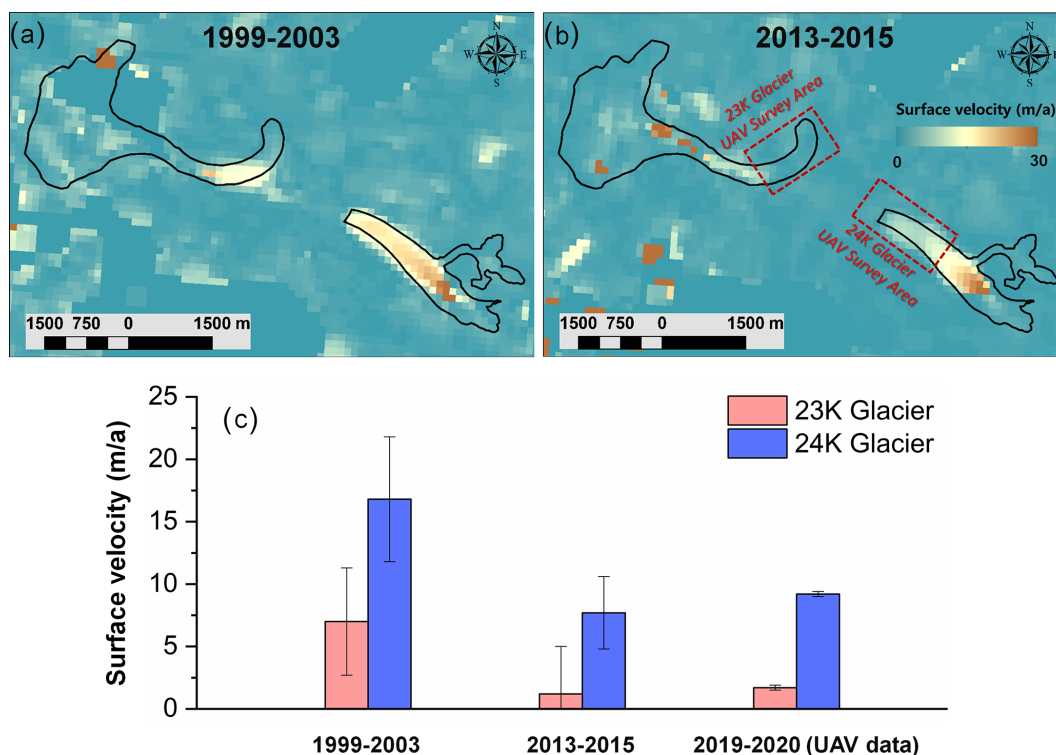 (a)
1999-2003
N
W
E
S
1500 750 0 1500 m
(b)
2013-2015
N
W
E
S
23K Glacier
UAV Survey Area
Surface velocity (m/a)
0 30
24K Glacier
UAV Survey Area
1500 750 0 1500 m
(c)
23K Glacier
24K Glacier
Surface velocity (m/a)
25
20
15
10
5
0
1999-2003
2013-2015
2019-2020 (UAV data)